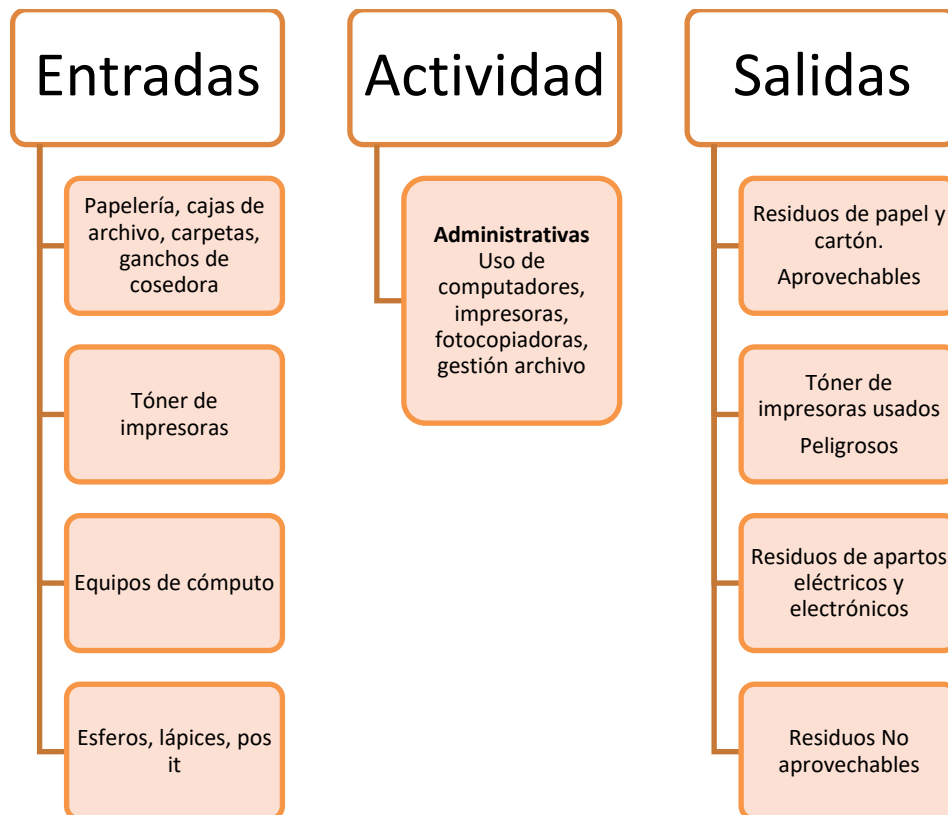 Entradas
Papelería, cajas de
archivo, carpetas,
ganchos de
cosedora
Tóner de
impresoras
Equipos de cómputo
Esferos, lápices, pos
it
Actividad
Administrativas
Uso de
computadores,
impresoras,
fotocopiadoras,
gestión archivo
Salidas
Residuos de papel y
cartón.
Aprovechables
Tóner de
impresoras usados
Peligrosos
Residuos de apartos
eléctricos y
electrónicos
Residuos No
aprovechables